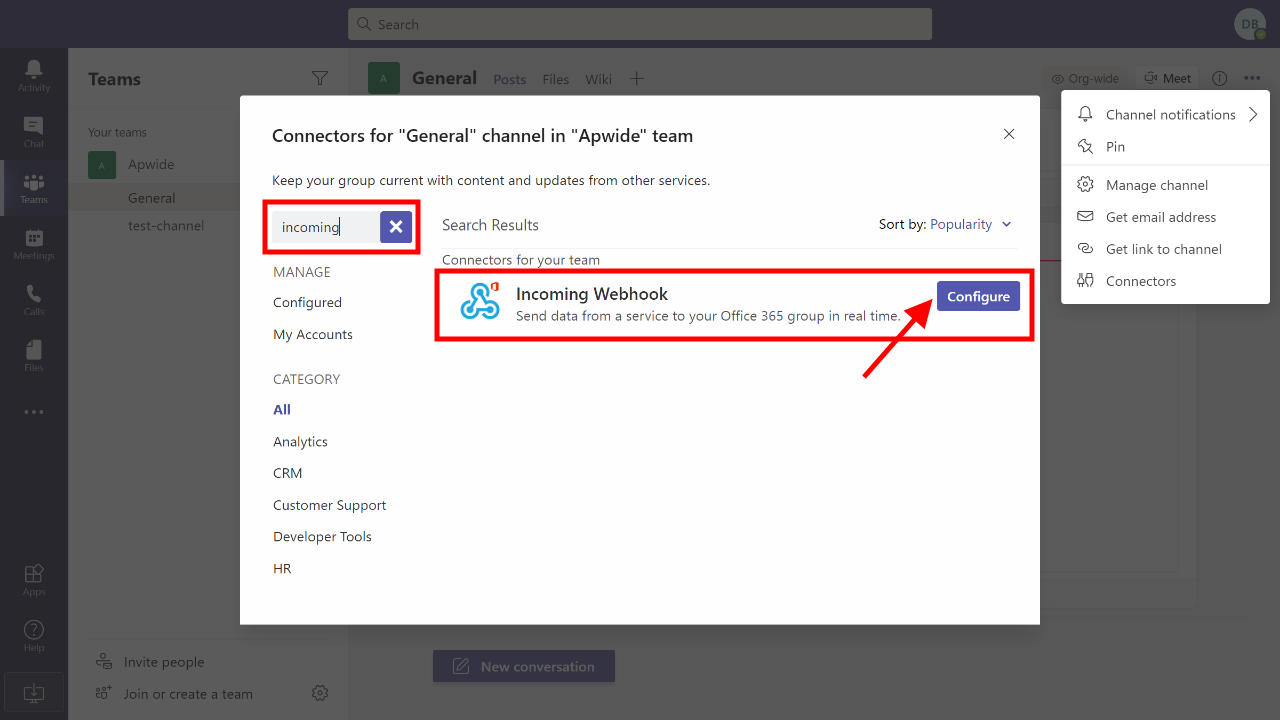 Search
DB
Activity
Chat
Teams
Meetings
Calls
Files
Apps
Help
Teams
Your teams
A Apwide
General
test-channel
Invite people
Join or create a team
A General Posts Files Wiki
Org-wide Meet
Connectors for "General" channel in "Apwide" team
Keep your group current with content and updates from other services.
incoming
MANAGE
Configured
My Accounts
CATEGORY
All
Analytics
CRM
Customer Support
Developer Tools
HR
Search Results Sort by: Popularity
Connectors for your team
Incoming Webhook
Send data from a service to your Office 365 group in real time.
Configure
Channel notifications
Pin
Manage channel
Get email address
Get link to channel
Connectors
New conversation